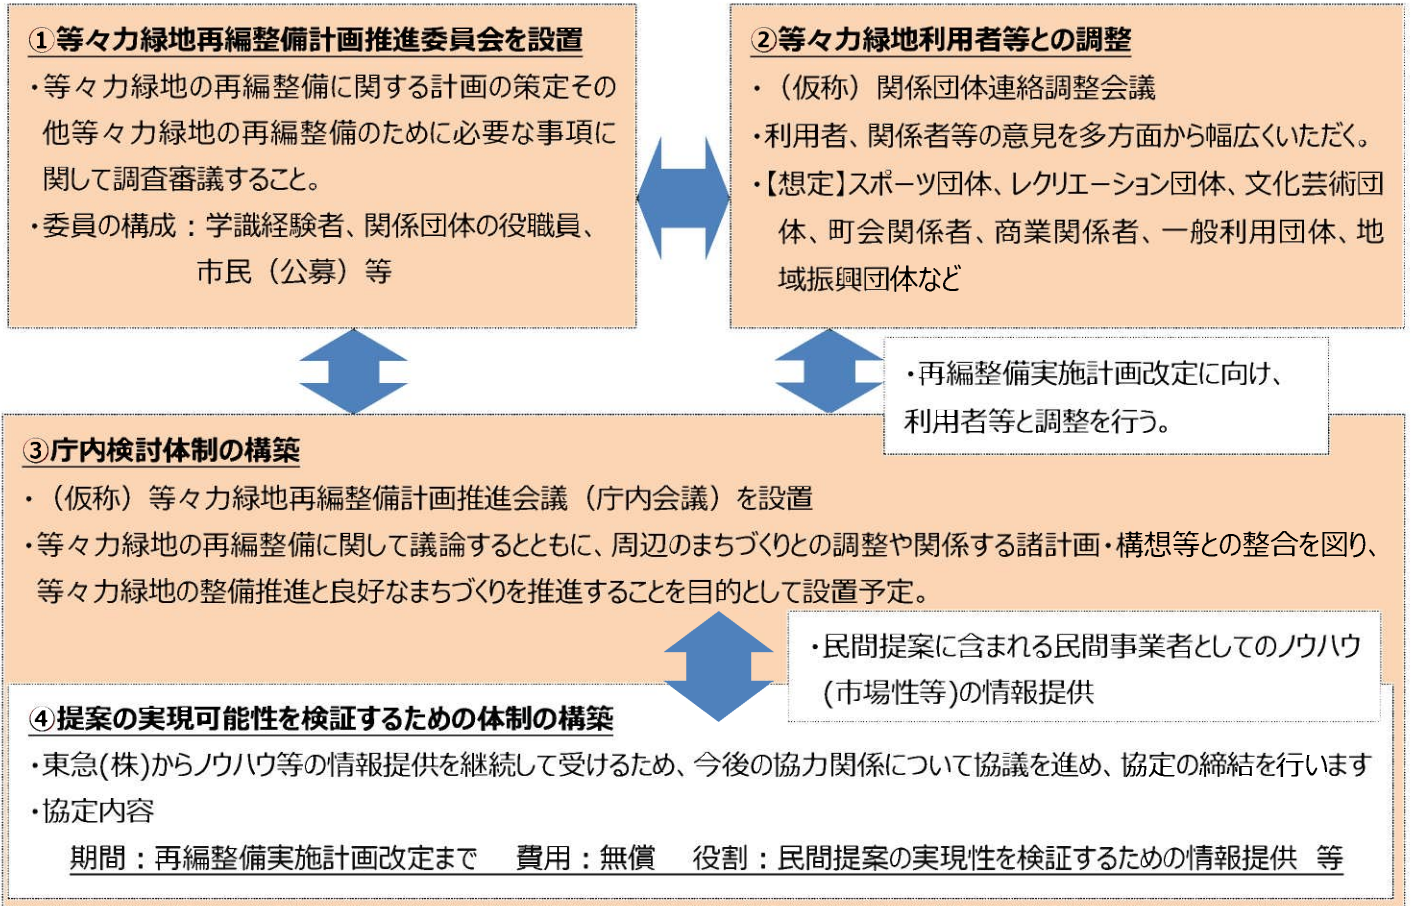 ①等々力緑地再編整備計画推進委員会を設置
・等々力緑地の再編整備に関する計画の策定その
他等々力緑地の再編整備のために必要な事項に
関して調査審議すること。
・委員の構成：学識経験者、関係団体の役職員、
市民（公募）等
②等々力緑地利用者等との調整
・（仮称）関係団体連絡調整会議
・利用者、関係者等の意見を多方面から幅広くいただく。
・【想定】スポーツ団体、レクリエーション団体、文化芸術団
体、町会関係者、商業関係者、一般利用団体、地
域振興団体など
・再編整備実施計画改定に向け、
利用者等と調整を行う。
③庁内検討体制の構築
・（仮称）等々力緑地再編整備計画推進会議（庁内会議）を設置
・等々力緑地の再編整備に関して議論するとともに、周辺のまちづくりとの調整や関係する諸計画・構想等との整合を図り、
等々力緑地の整備推進と良好なまちづくりを推進することを目的として設置予定。
・民間提案に含まれる民間事業者としてのノウハウ
(市場性等)の情報提供
④提案の実現可能性を検証するための体制の構築
・東急(株)からノウハウ等の情報提供を継続して受けるため、今後の協力関係について協議を進め、協定の締結を行います
・協定内容
期間：再編整備実施計画改定まで　費用：無償　役割：民間提案の実現性を検証するための情報提供 等